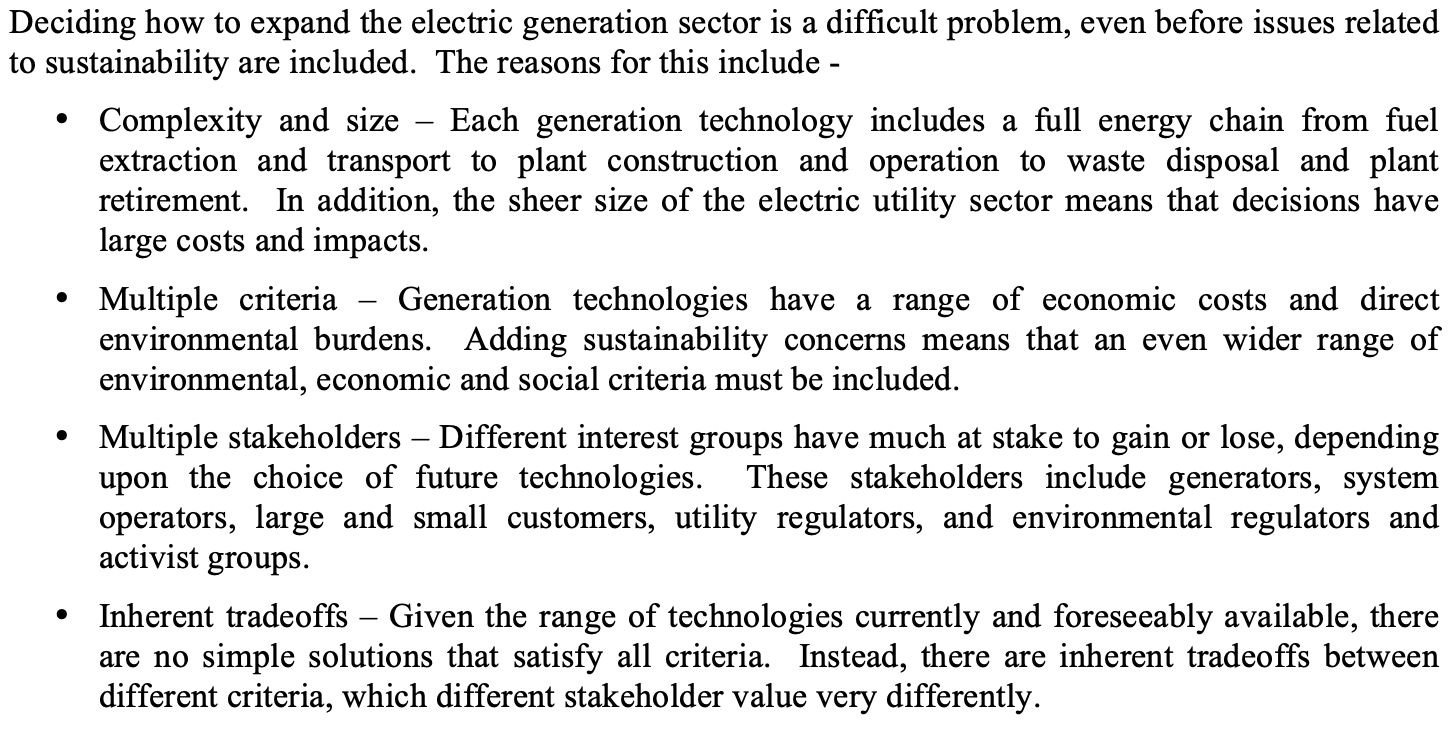 Deciding how to expand the electric generation sector is a difficult problem, even before issues related
to sustainability are included.  The reasons for this include -
• Complexity and size – Each generation technology includes a full energy chain from fuel
extraction and transport to plant construction and operation to waste disposal and plant
retirement.  In addition, the sheer size of the electric utility sector means that decisions have
large costs and impacts.
• Multiple criteria – Generation technologies have a range of economic costs and direct
environmental burdens.  Adding sustainability concerns means that an even wider range of
environmental, economic and social criteria must be included.
• Multiple stakeholders – Different interest groups have much at stake to gain or lose, depending
upon the choice of future technologies.  These stakeholders include generators, system
operators, large and small customers, utility regulators, and environmental regulators and
activist groups.
• Inherent tradeoffs – Given the range of technologies currently and foreseeably available, there
are no simple solutions that satisfy all criteria.  Instead, there are inherent tradeoffs between
different criteria, which different stakeholder value very differently.